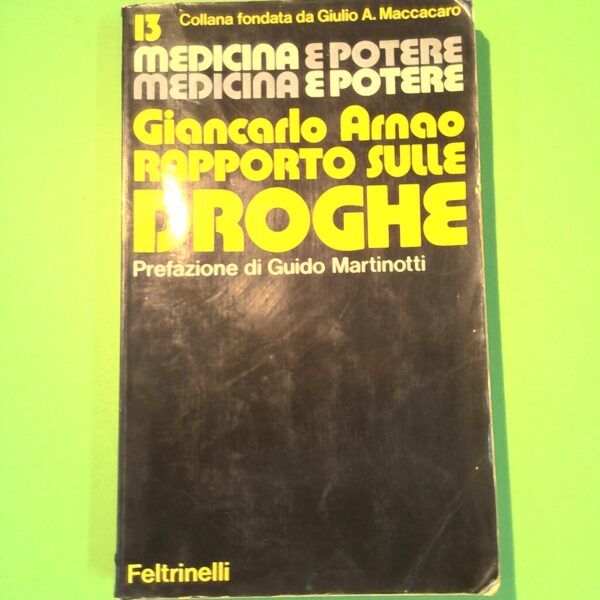 13 Collana fondata da Giulio A. Maccacaro
MEDICINA E POTERE
MEDICINA E POTERE
Giancarlo Arnao
RAPPORTO SULLE
DROGHE
Prefazione di Guido Martinotti
Feltrinelli